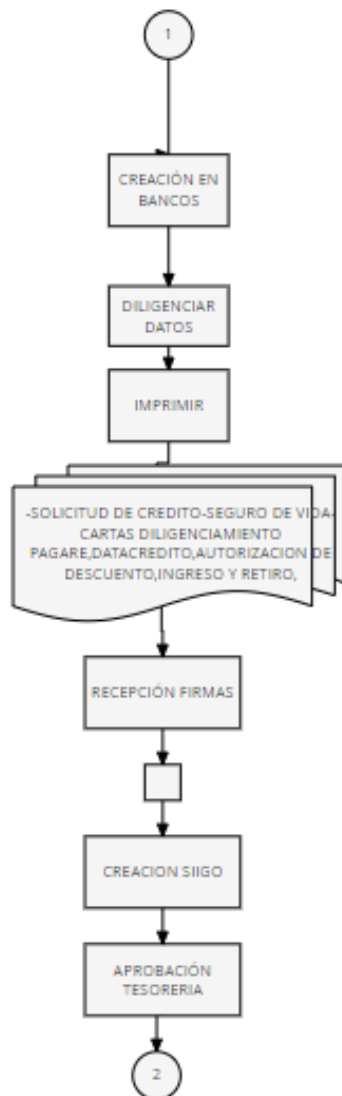 1
CREACIÓN EN
BANCOS
DILIGENCIAR
DATOS
IMPRIMIR
-SOLICITUD DE CREDITO-SEGURO DE VIDA-
CARTAS DILIGENCIAMIENTO
PAGARE,DATACREDITO,AUTORIZACION DE
DESCUENTO,INGRESO Y RETIRO,
RECEPCIÓN FIRMAS
CREACION SIIGO
APROBACIÓN
TESORERIA
2